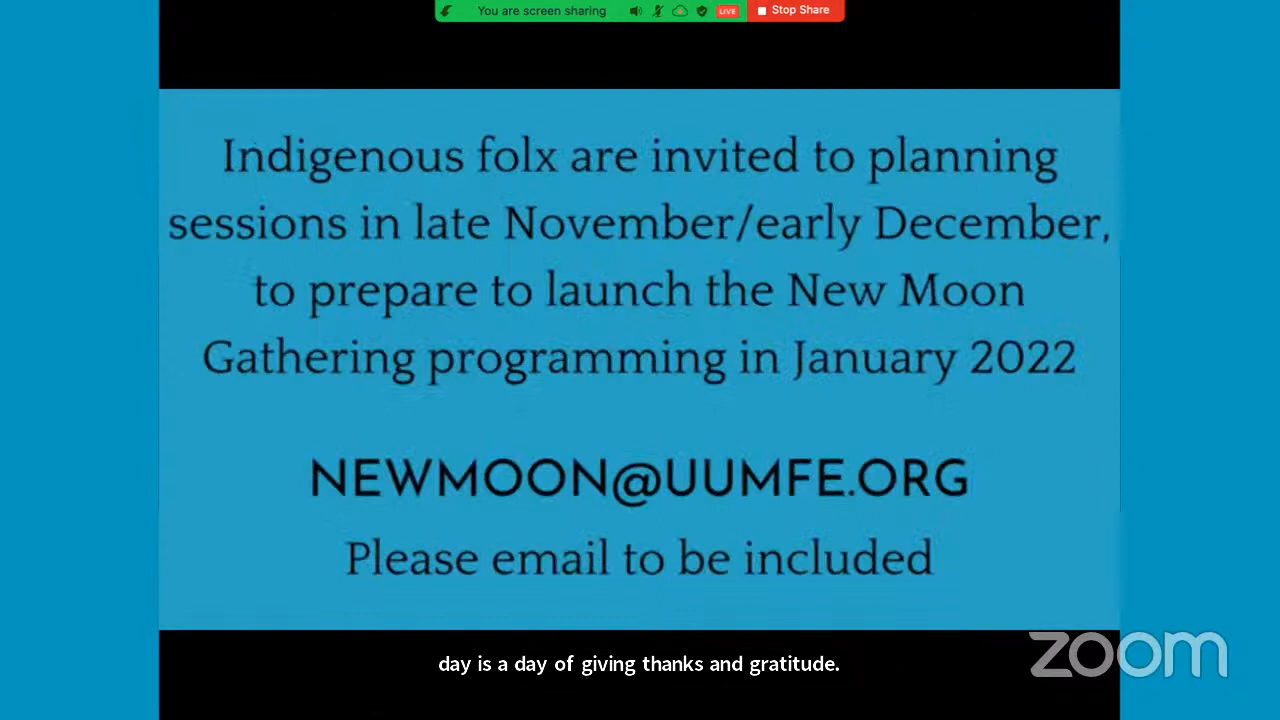 You are screen sharing
LIVE
Stop Share
Indigenous folx are invited to planning
sessions in late November/early December,
to prepare to launch the New Moon
Gathering programming in January 2022
NEWMOON@UUMFE.ORG
Please email to be included
day is a day of giving thanks and gratitude.
zoom